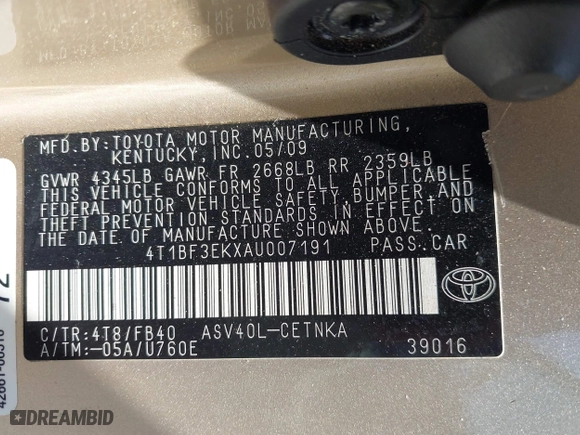 MFD.BY:TOYOTA MOTOR MANUFACTURING,
KENTUCKY,INC.05/09
GVWR 4345LB GAWR FR 2668LB RR 2359LB
THIS VEHICLE CONFORMS TO ALL APPLICABLE
FEDERAL MOTOR VEHICLE SAFETY,BUMPER,AND
THEFT PREVENTION STANDARDS IN EFFECT ON
THE DATE OF MANUFACTURE SHOWN ABOVE.
4T1BF3EKXAU007191 PASS.CAR
TOYOTA
C/TR:4T8/FB40 ASV40L-CETNKA
A/TM:-05A/U760E 39016
DREAMBID